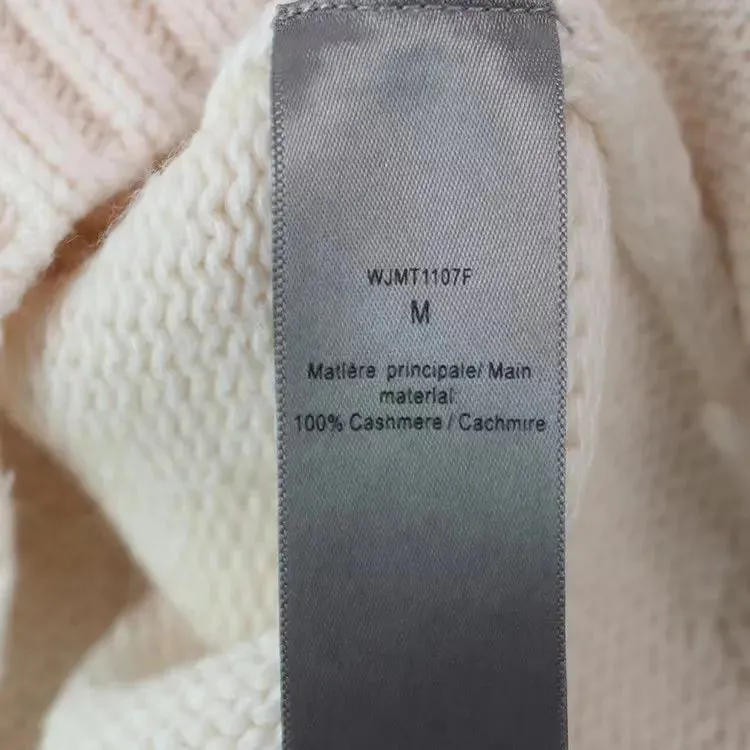 WJMT1107F
M
Matière principale/ Main
material:
100% Cashmere / Cachmire